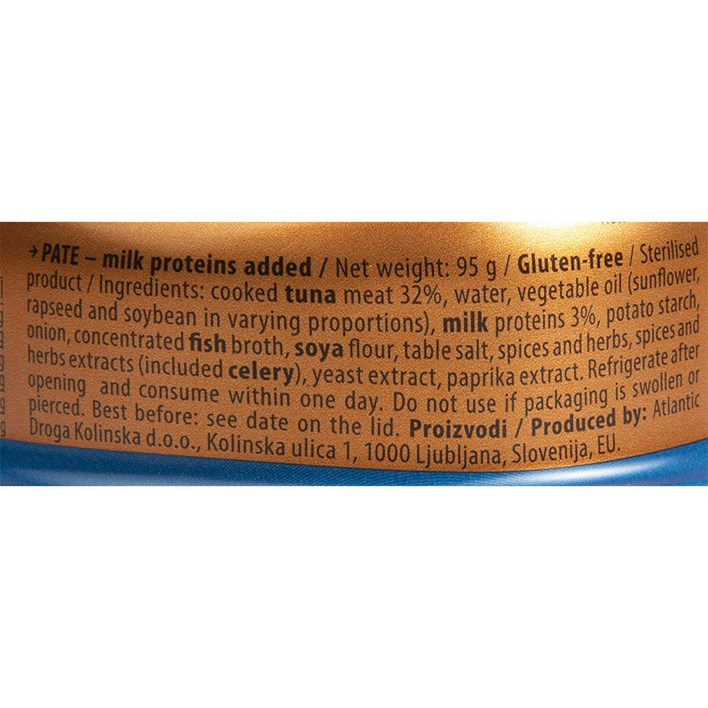 → PATE – milk proteins added / Net weight: 95 g / Gluten-free / Sterilised
product / Ingredients: cooked tuna meat 32%, water, vegetable oil (sunflower,
rapeseed and soybean in varying proportions), milk proteins 3%, potato starch,
onion, concentrated fish broth, soya flour, table salt, spices and herbs, spices and
herbs extracts (included celery), yeast extract, paprika extract. Refrigerate after
opening and consume within one day. Do not use if packaging is swollen or
pierced. Best before: see date on the lid. Proizvodi / Produced by: Atlantic
Droga Kolinska d.o.o., Kolinska ulica 1, 1000 Ljubljana, Slovenija, EU.